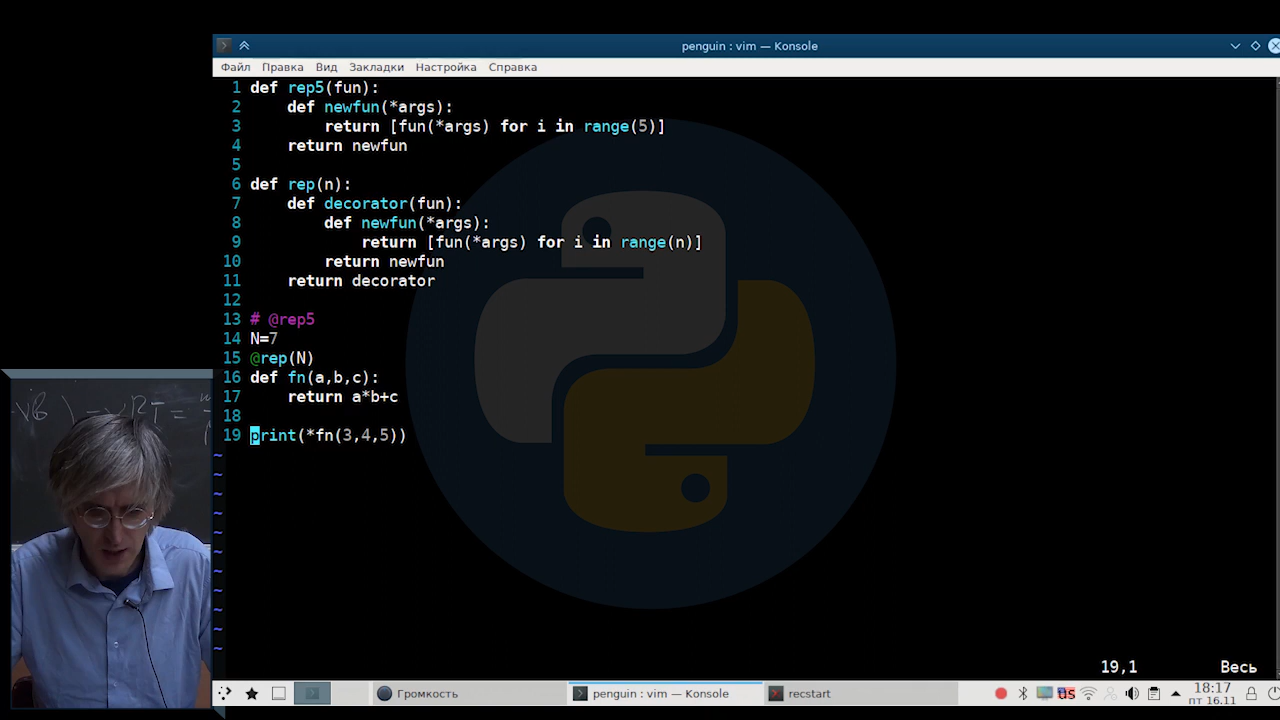 penguin : vim — Konsole
Файл Правка Вид Закладки Настройка Справка
1 def rep5(fun):
2     def newfun(*args):
3         return [fun(*args) for i in range(5)]
4     return newfun
5
6 def rep(n):
7     def decorator(fun):
8         def newfun(*args):
9             return [fun(*args) for i in range(n)]
10         return newfun
11     return decorator
12
13 # @rep5
14 N=7
15 @rep(N)
16 def fn(a,b,c):
17     return a*b+c
18
19 print(*fn(3,4,5))
~
~
~
~
~
~
~
~
~
~
~
19,1 Весь
Громкость penguin : vim — Konsole recstart US 18:17
пт 16.11